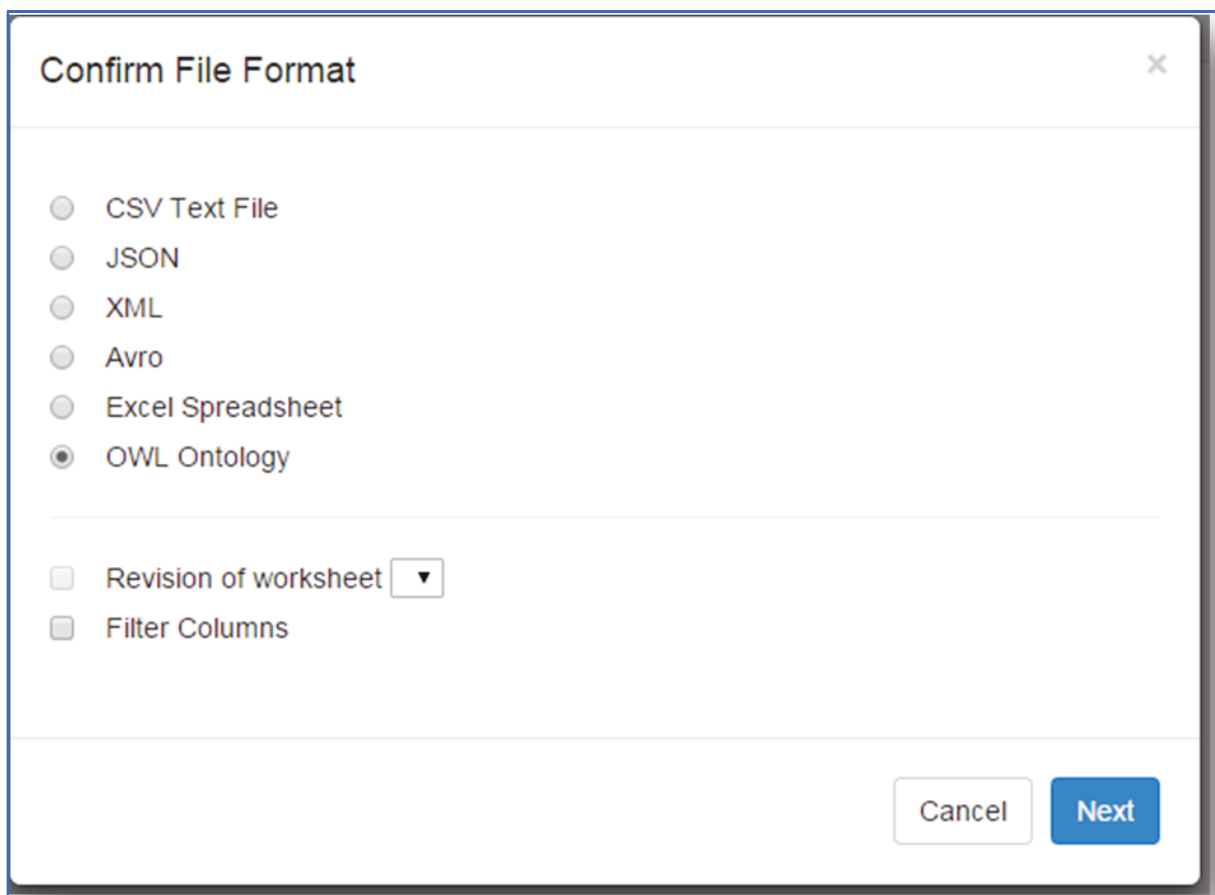 Confirm File Format ×
CSV Text File
JSON
XML
Avro
Excel Spreadsheet
OWL Ontology
Revision of worksheet
Filter Columns
Cancel Next